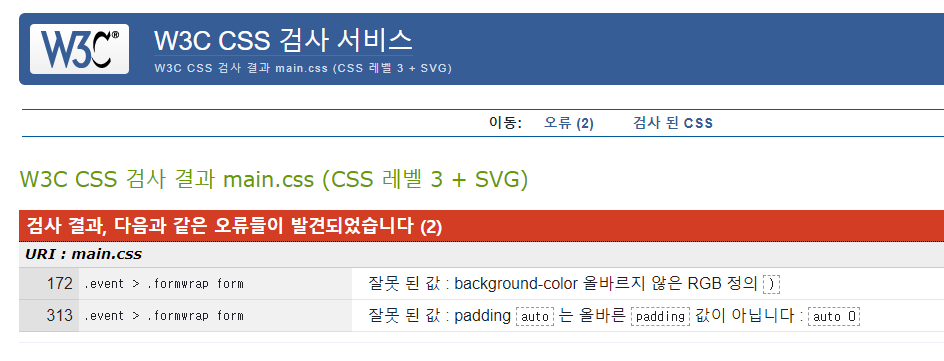 W3C®
W3C CSS 검사 서비스
W3C CSS 검사 결과 main.css (CSS 레벨 3 + SVG)
이동: 오류 (2) 검사 된 CSS
W3C CSS 검사 결과 main.css (CSS 레벨 3 + SVG)
검사 결과, 다음과 같은 오류들이 발견되었습니다 (2)
URI : main.css
172 .event > .formwrap form 잘못 된 값 : background-color 올바르지 않은 RGB 정의 )
313 .event > .formwrap form 잘못 된 값 : padding auto 는 올바른 padding 값이 아닙니다 : auto 0